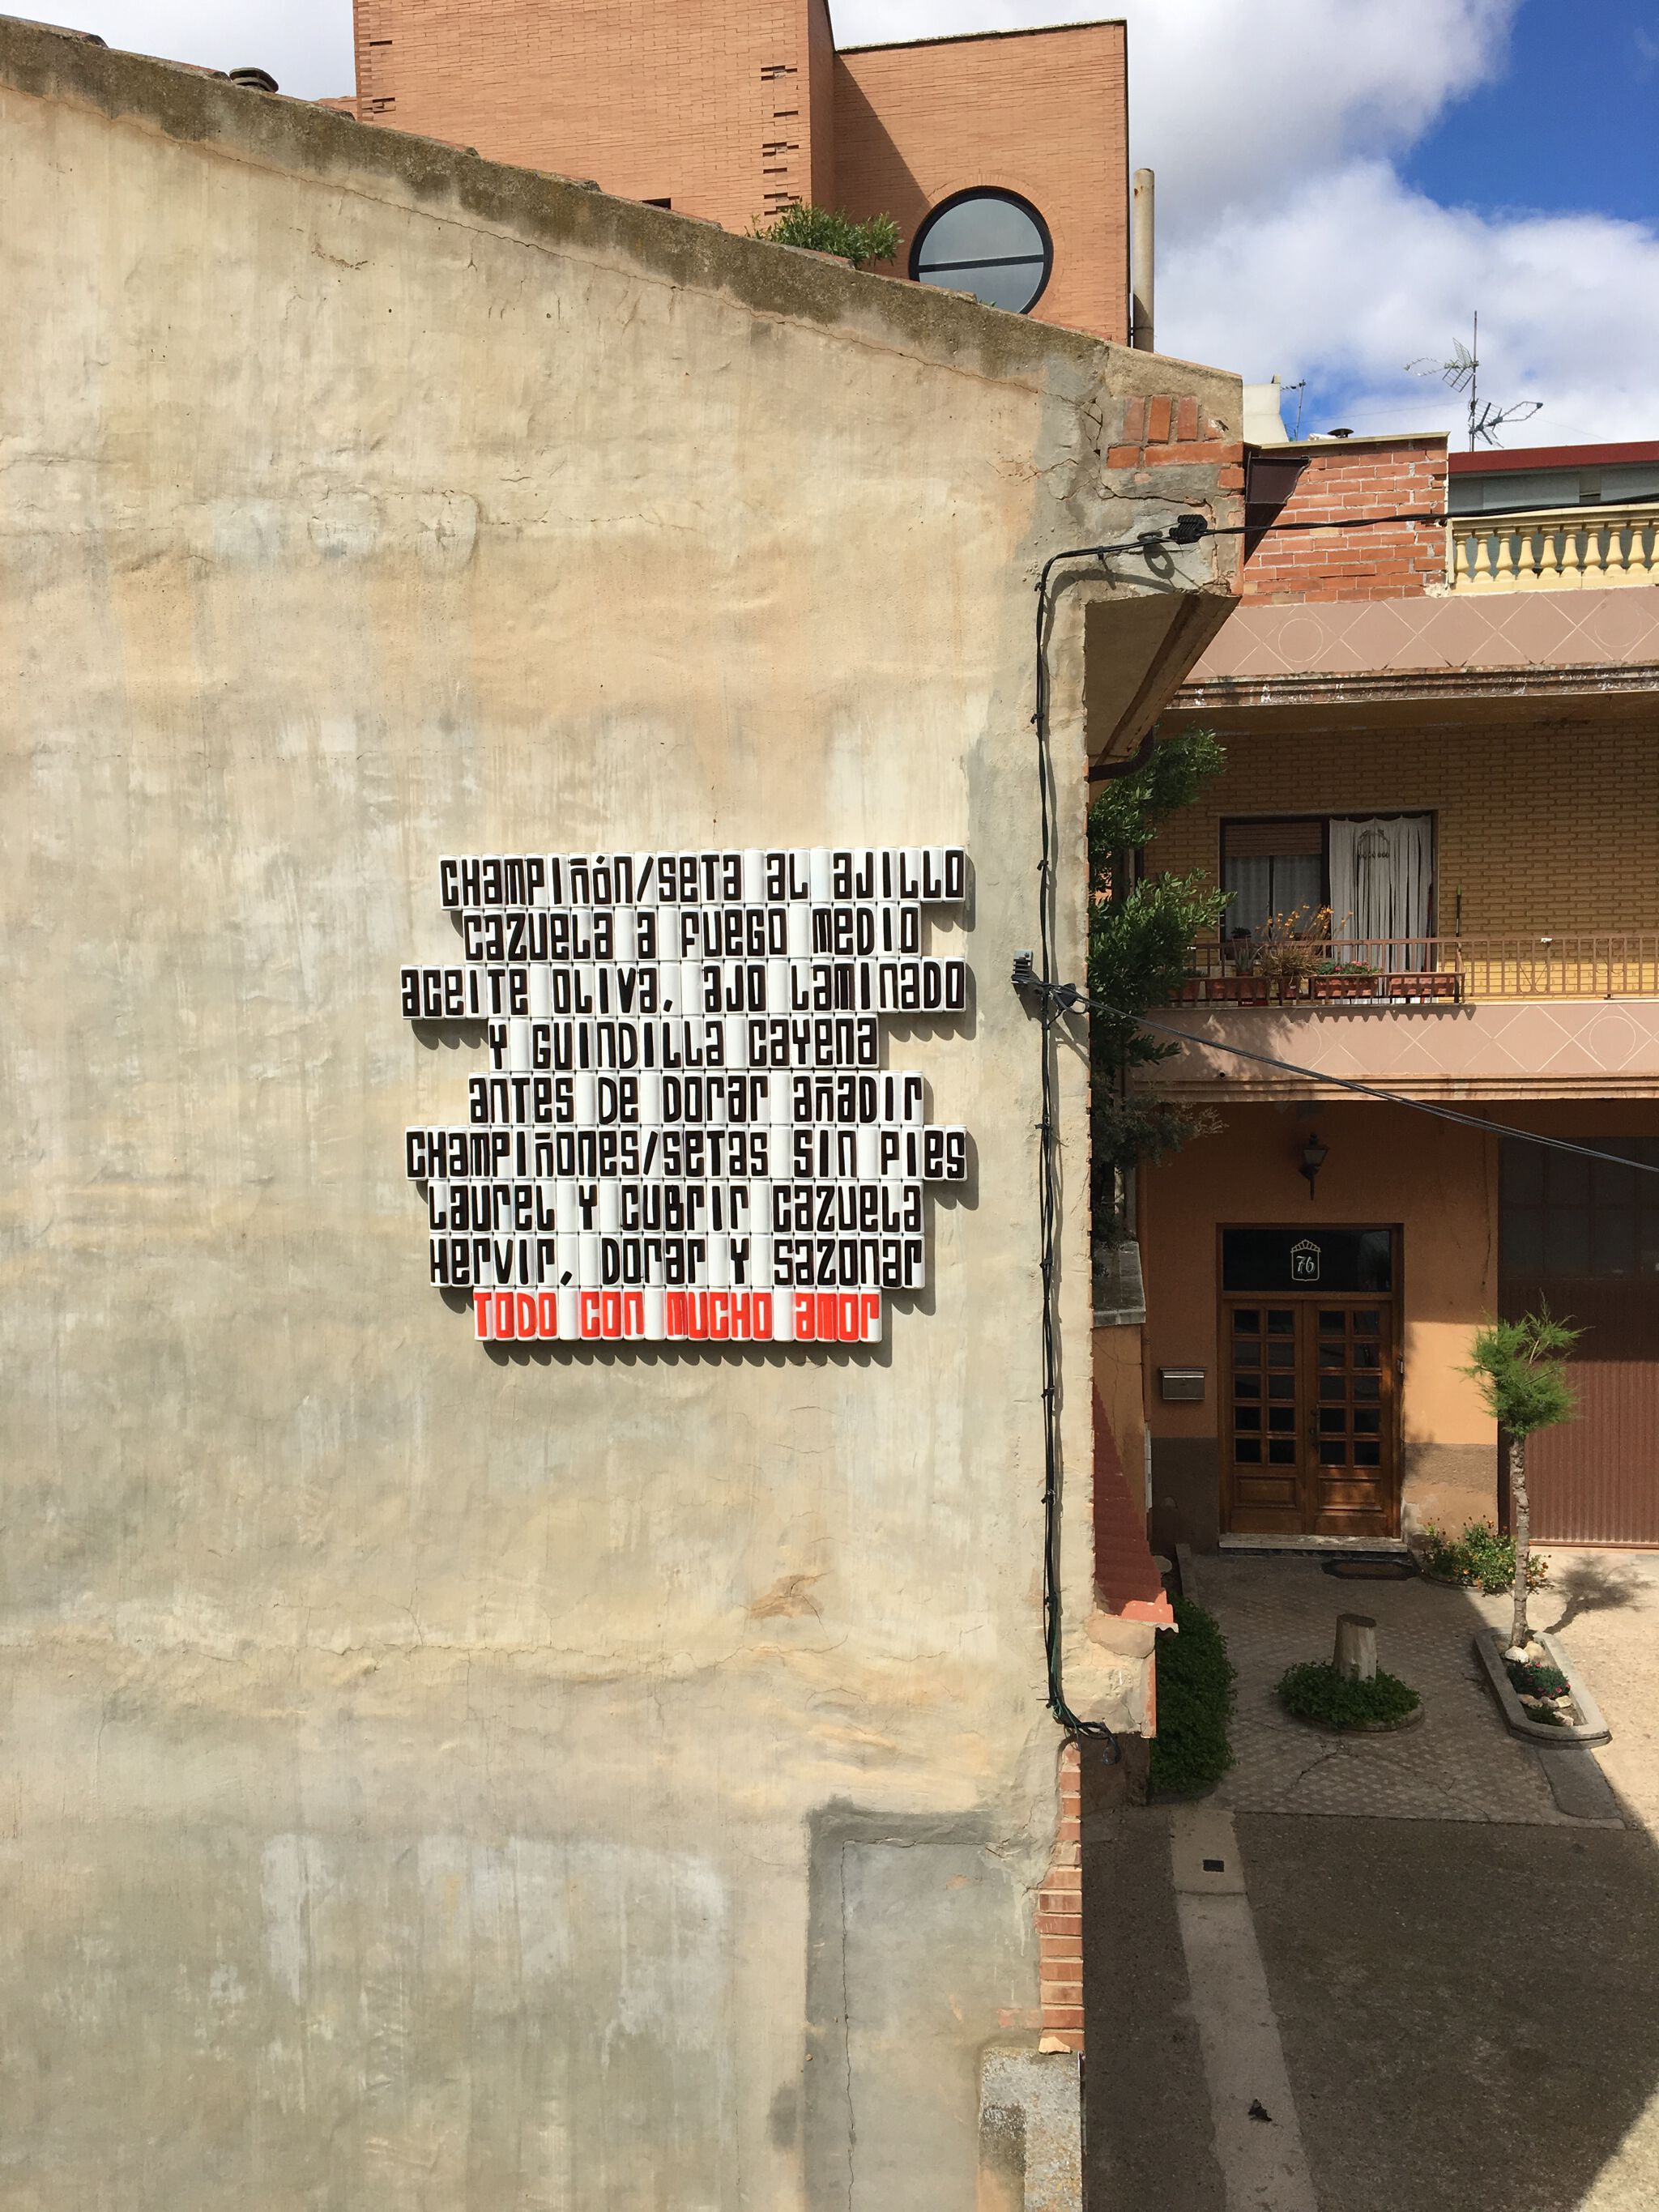 CHAMPIÑÓN/SETA AL AJILLO
CAZUELA A FUEGO MEDIO
ACEITE OLIVA, AJO LAMINADO
Y GUINDILLA CAYENA
ANTES DE DORAR AÑADIR
CHAMPIÑONES/SETAS SIN PIES
LAUREL Y CUBRIR CAZUELA
HERVIR, DORAR Y SAZONAR
TODO CON MUCHO AMOR
76